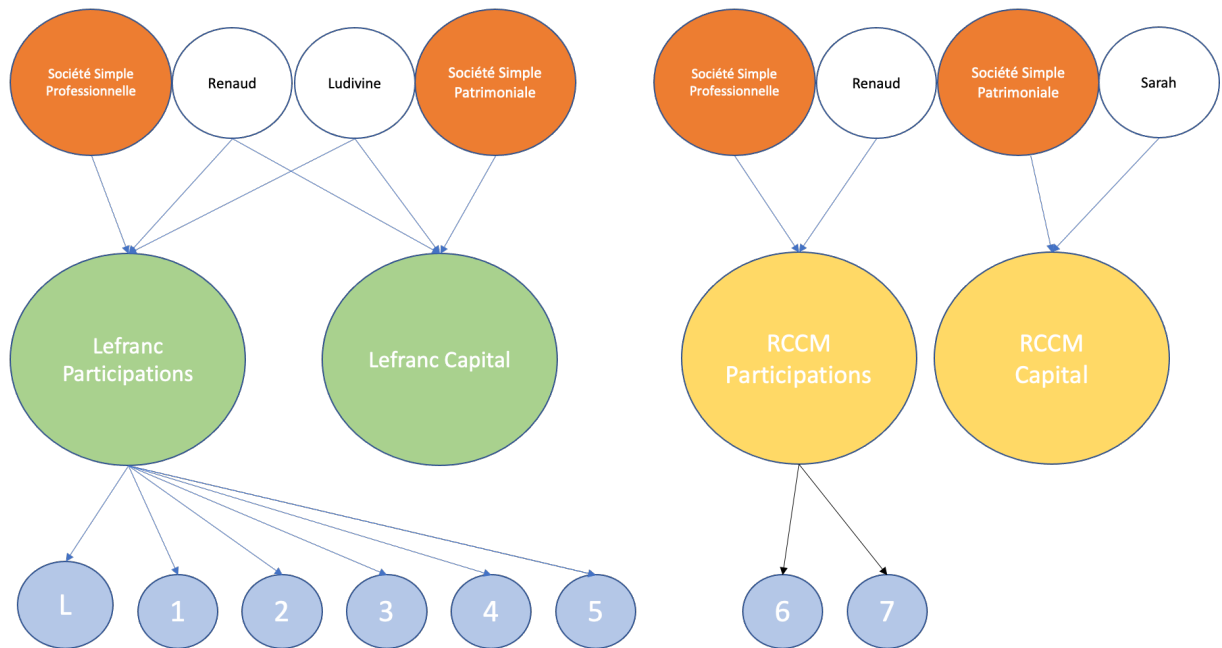 Société Simple
Professionnelle
Renaud
Ludivine
Société Simple
Patrimoniale
Société Simple
Professionnelle
Renaud
Société Simple
Patrimoniale
Sarah
Lefranc
Participations
Lefranc Capital
RCCM
Participations
RCCM
Capital
L
1
2
3
4
5
6
7